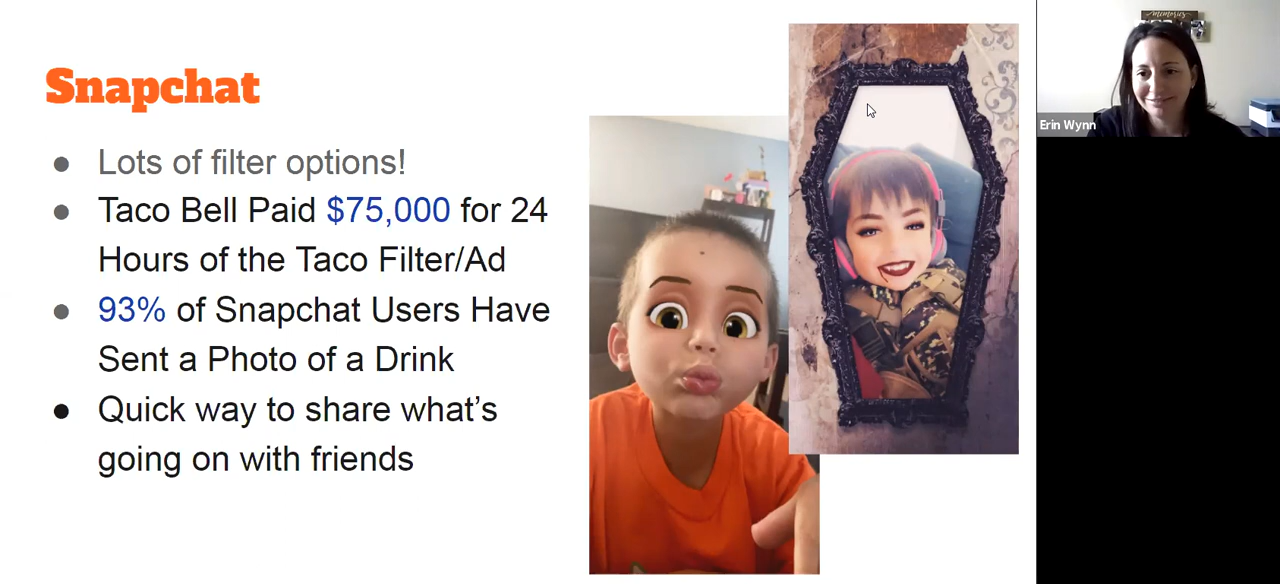 Snapchat
● Lots of filter options!
● Taco Bell Paid $75,000 for 24
Hours of the Taco Filter/Ad
● 93% of Snapchat Users Have
Sent a Photo of a Drink
● Quick way to share what's
going on with friends
memories
Erin Wynn